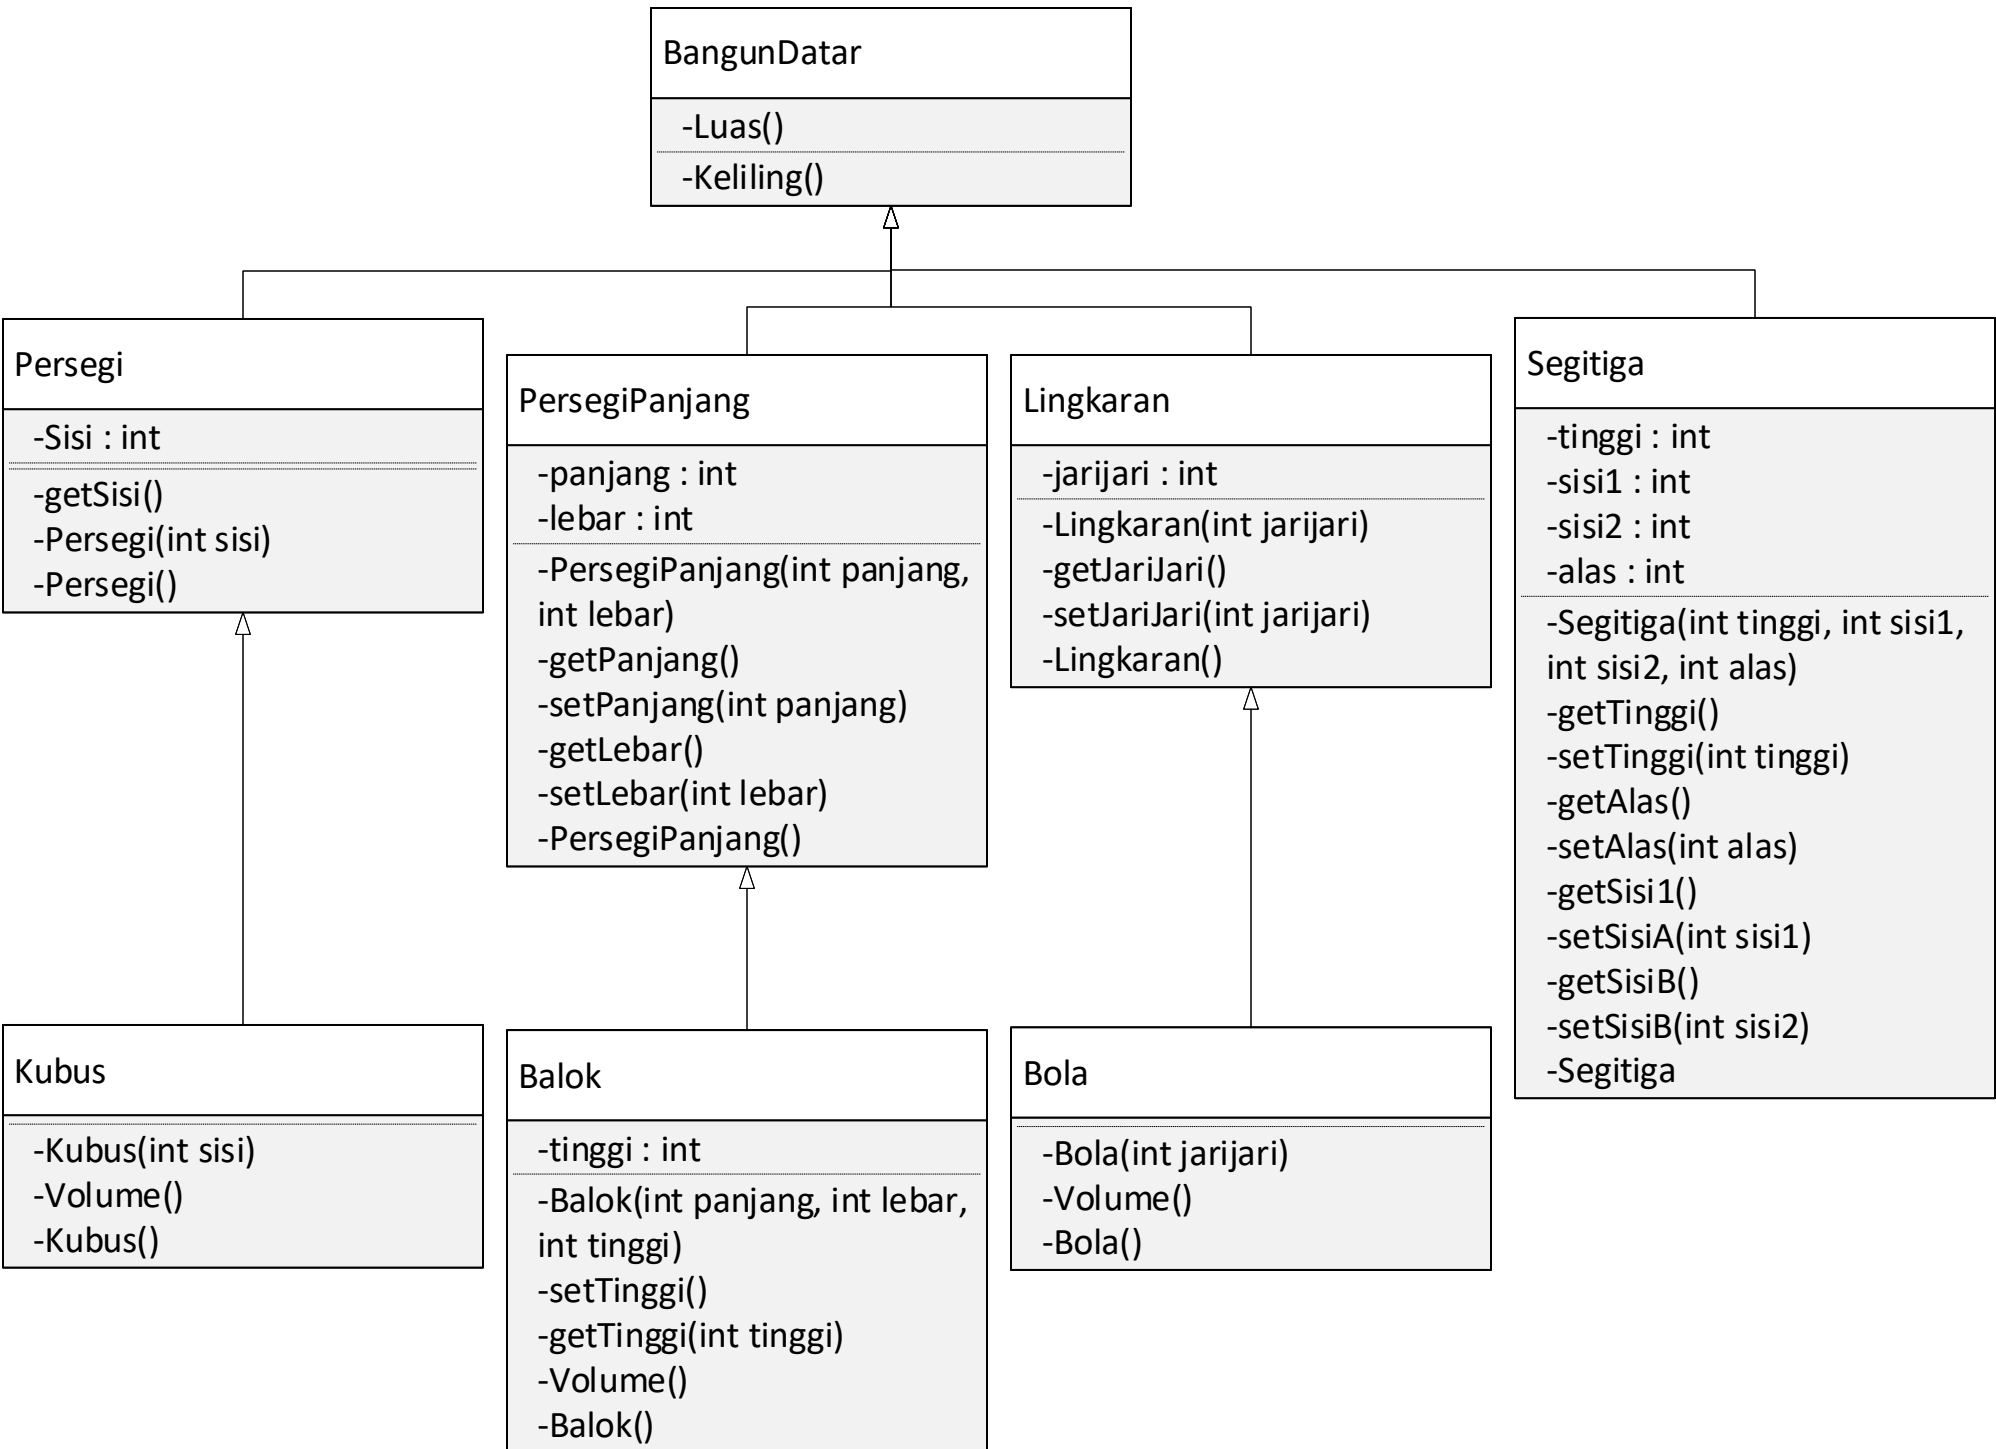 BangunDatar
-Luas()
-Keliling()
Persegi
-Sisi : int
-getSisi()
-Persegi(int sisi)
-Persegi()
PersegiPanjang
-panjang : int
-lebar : int
-PersegiPanjang(int panjang,
int lebar)
-getPanjang()
-setPanjang(int panjang)
-getLebar()
-setLebar(int lebar)
-PersegiPanjang()
Lingkaran
-jarijari : int
-Lingkaran(int jarijari)
-getJariJari()
-setJariJari(int jarijari)
-Lingkaran()
Segitiga
-tinggi : int
-sisi1 : int
-sisi2 : int
-alas : int
-Segitiga(int tinggi, int sisi1,
int sisi2, int alas)
-getTinggi()
-setTinggi(int tinggi)
-getAlas()
-setAlas(int alas)
-getSisi1()
-setSisiA(int sisi1)
-getSisiB()
-setSisiB(int sisi2)
-Segitiga
Kubus
-Kubus(int sisi)
-Volume()
-Kubus()
Balok
-tinggi : int
-Balok(int panjang, int lebar,
int tinggi)
-setTinggi()
-getTinggi(int tinggi)
-Volume()
-Balok()
Bola
-Bola(int jarijari)
-Volume()
-Bola()